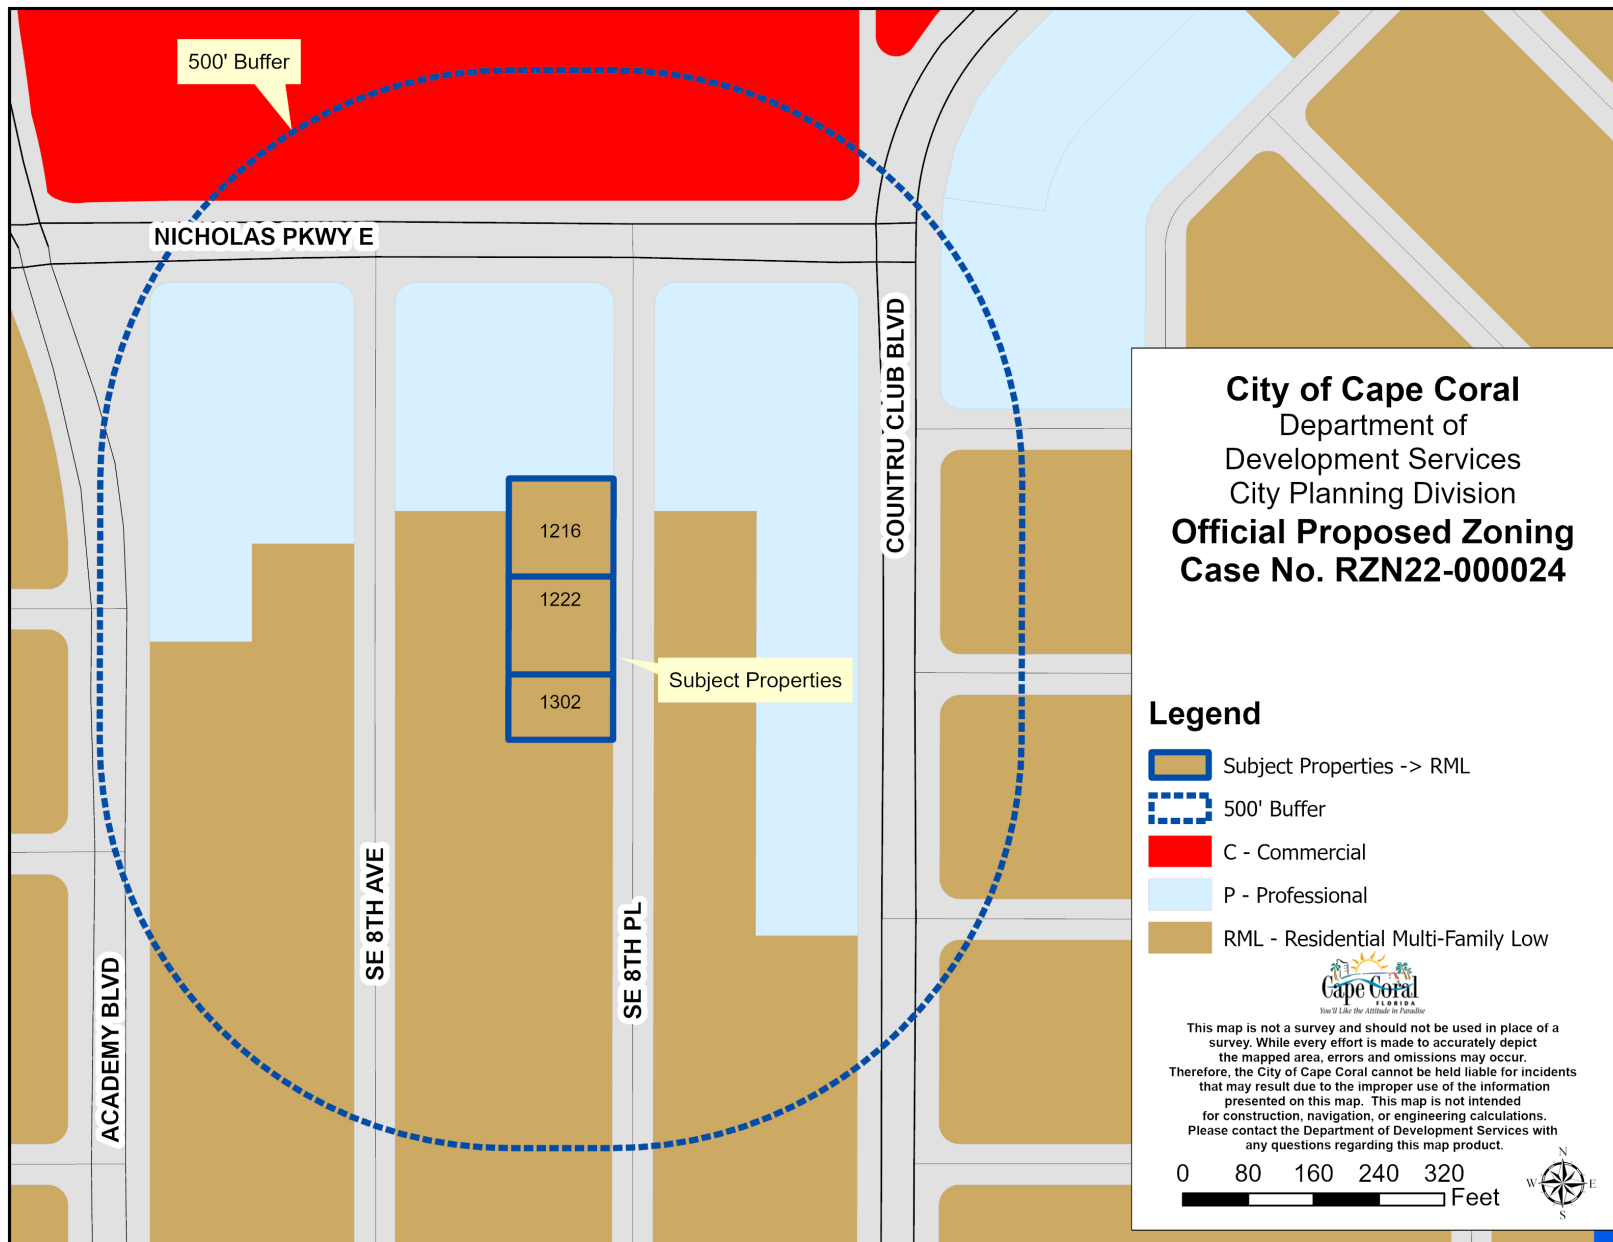 500' Buffer
NICHOLAS PKWY E
COUNTRU CLUB BLVD
1216
1222
1302
Subject Properties
SE 8TH AVE
SE 8TH PL
ACADEMY BLVD
City of Cape Coral
Department of
Development Services
City Planning Division
Official Proposed Zoning
Case No. RZN22-000024
Legend
Subject Properties -> RML
500' Buffer
C - Commercial
P - Professional
RML - Residential Multi-Family Low
Cape Coral
FLORIDA
You'll Like the Attitude in Paradise
This map is not a survey and should not be used in place of a
survey. While every effort is made to accurately depict
the mapped area, errors and omissions may occur.
Therefore, the City of Cape Coral cannot be held liable for incidents
that may result due to the improper use of the information
presented on this map. This map is not intended
for construction, navigation, or engineering calculations.
Please contact the Department of Development Services with
any questions regarding this map product.
0 80 160 240 320
Feet
N
W E
S